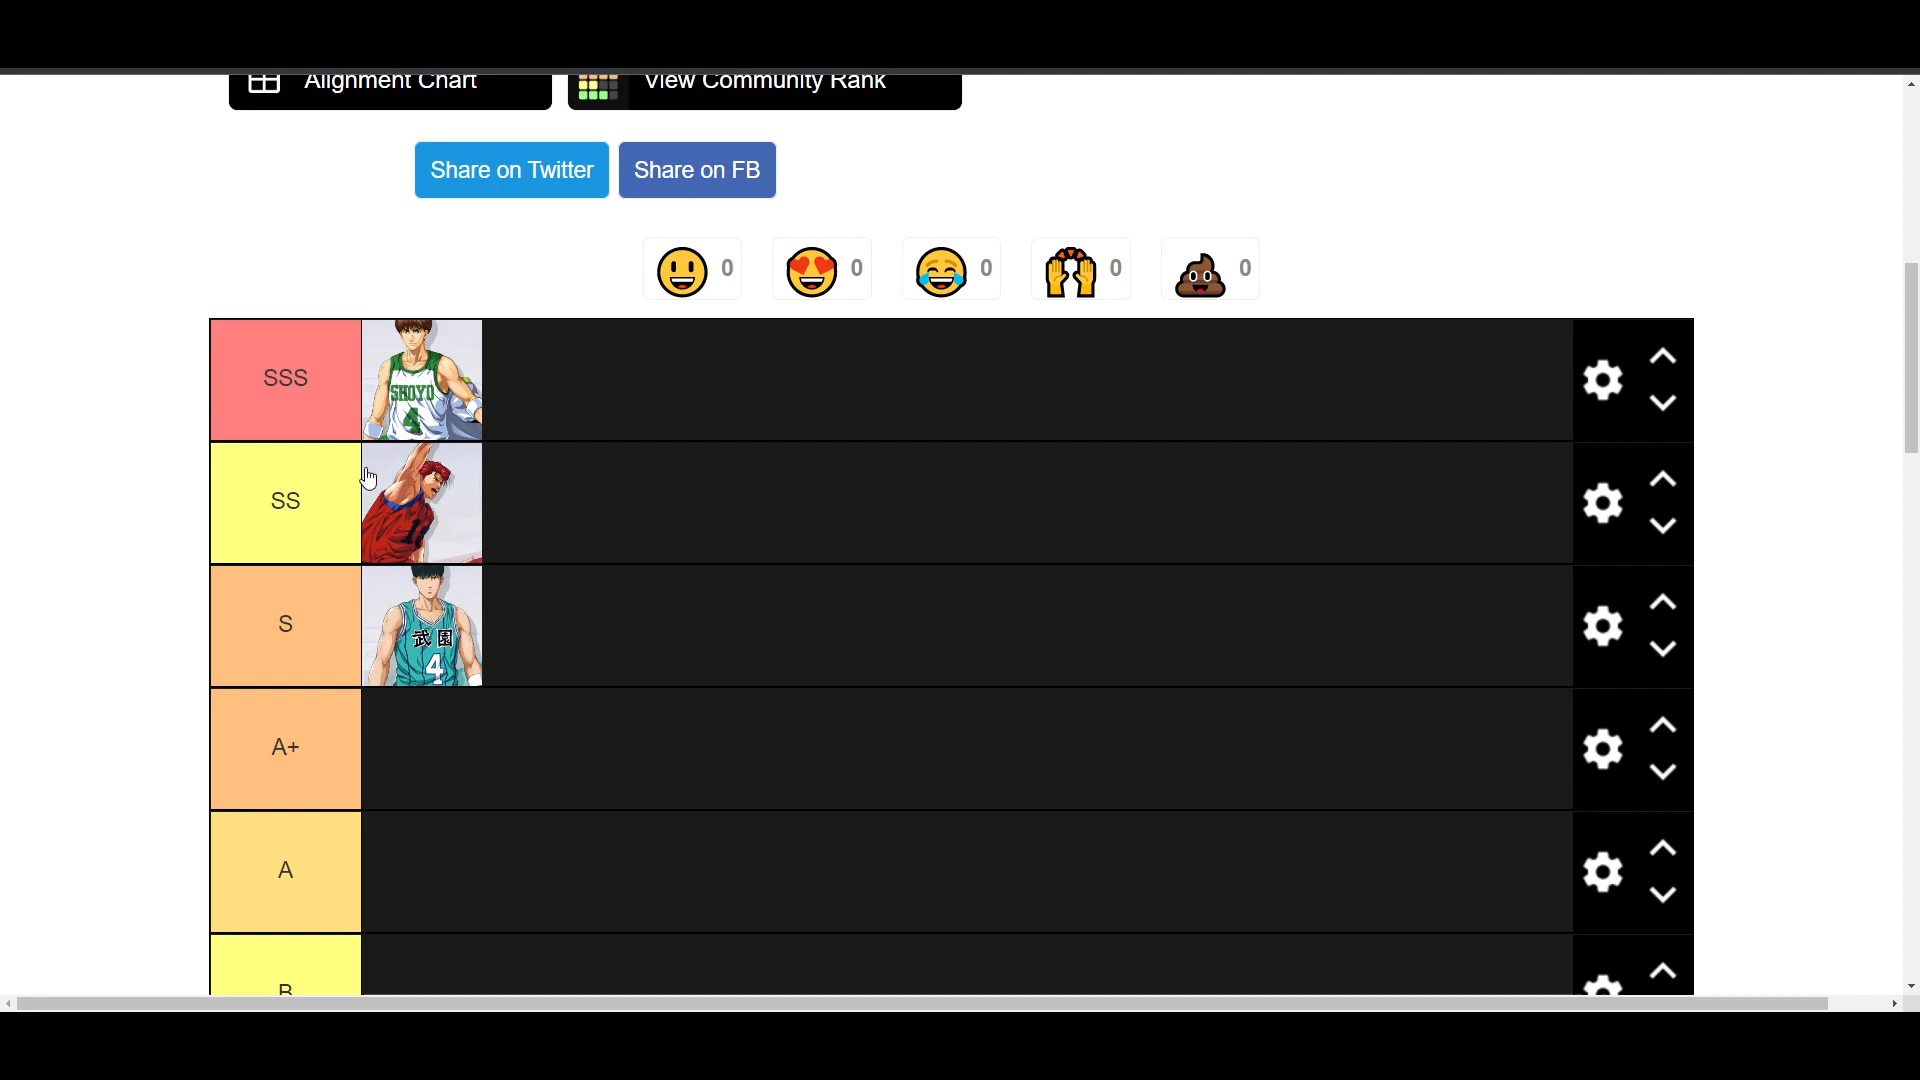 Alignment Chart
View Community Rank
Share on Twitter
Share on FB
0
0
0
0
0
SSS
SHOYO
4
SS
10
S
武園
4
A+
A
B